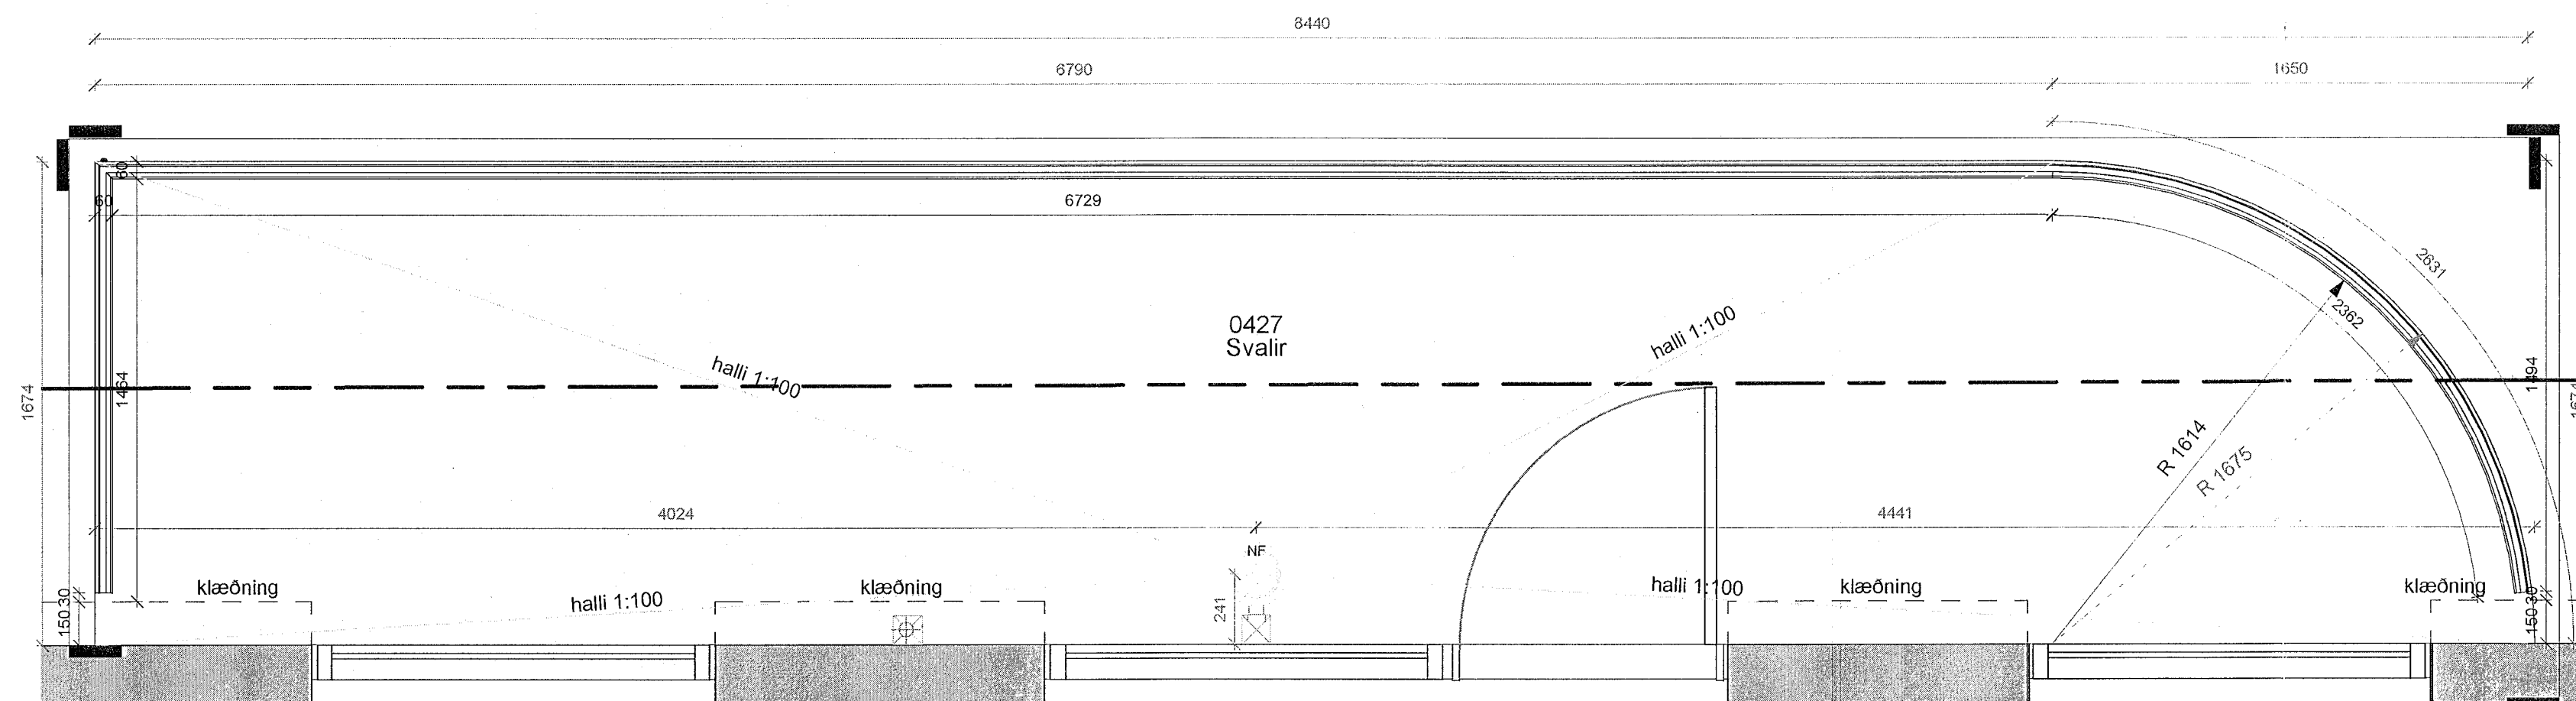 8440
6790
1650
60
60
6729
2631
2362
0427
Svalir
halli 1:100
halli 1:100
1674
1464
1494
R 1614
R 1675
4024
4441
NF
klæðning
klæðning
halli 1:100
klæðning
klæðning
halli 1:100
241
150 30
150 30